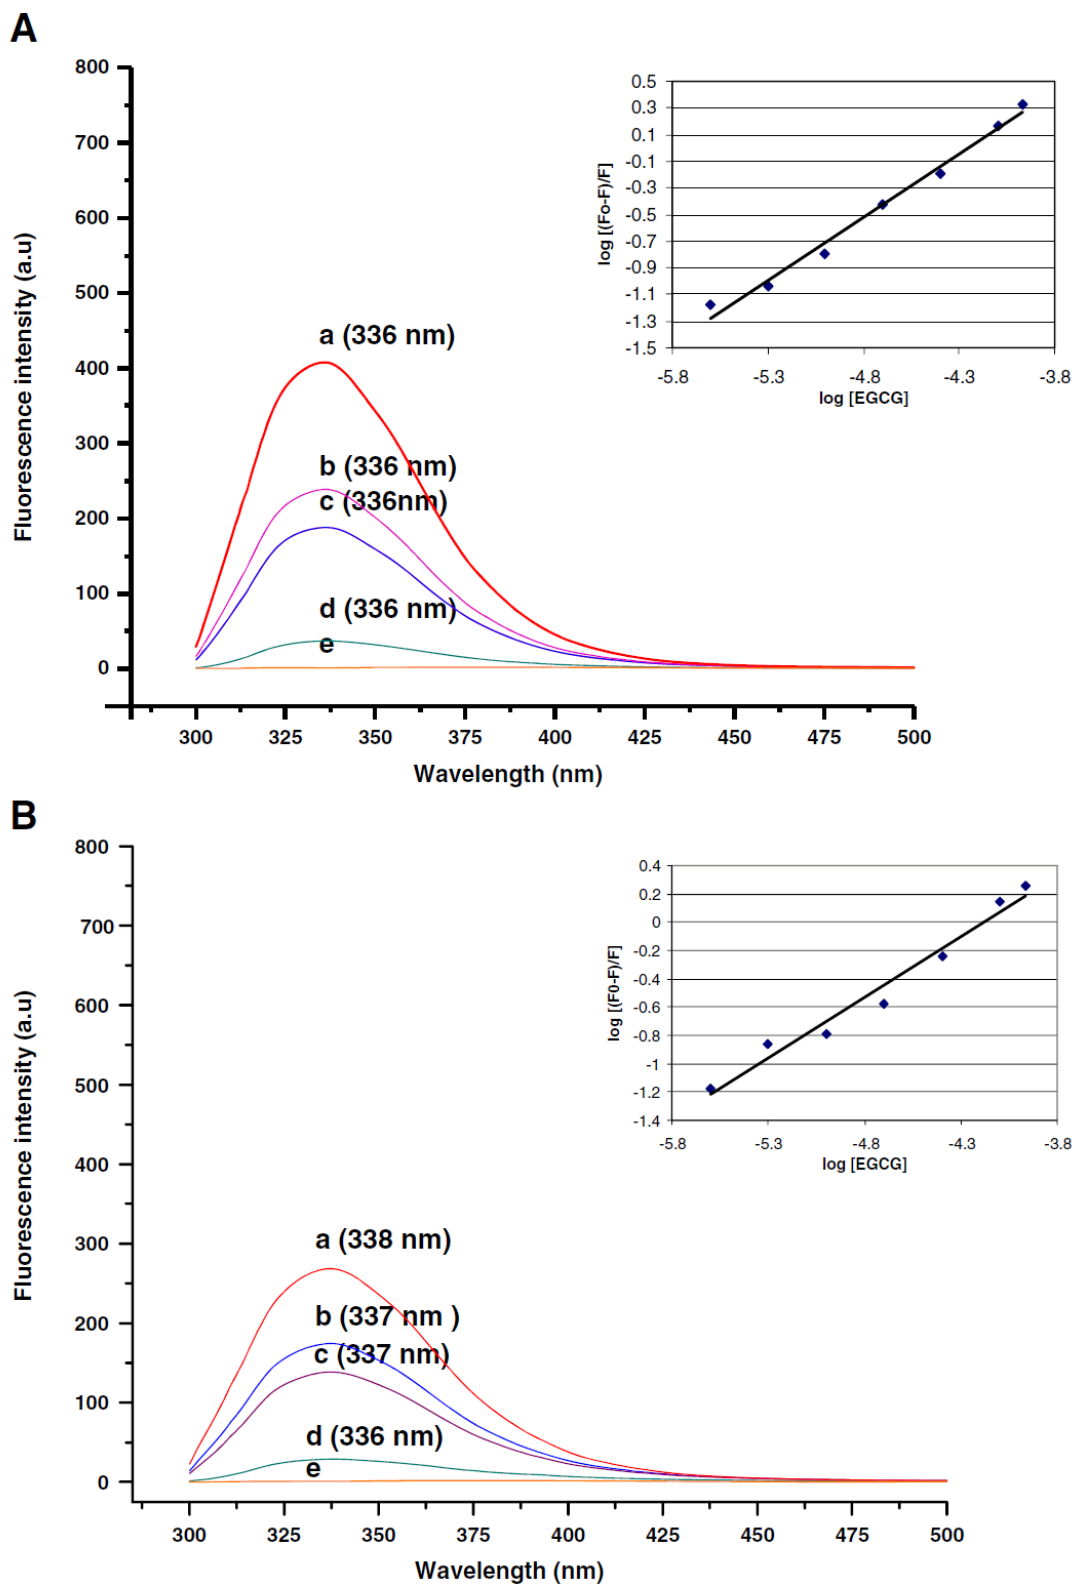 A
800
700
600
500
400
300
200
100
0
Fluorescence intensity (a.u)
a (336 nm)
b (336 nm)
c (336nm)
d (336 nm)
e
300 325 350 375 400 425 450 475 500
Wavelength (nm)
0.5
0.3
0.1
-0.1
-0.3
-0.5
-0.7
-0.9
-1.1
-1.3
-1.5
log [(Fo-F)/F]
-5.8 -5.3 -4.8 -4.3 -3.8
log [EGCG]
B
800
700
600
500
400
300
200
100
0
Fluorescence intensity (a.u)
a (338 nm)
b (337 nm )
c (337 nm)
d (336 nm)
e
300 325 350 375 400 425 450 475 500
Wavelength (nm)
0.4
0.2
0
-0.2
-0.4
-0.6
-0.8
-1
-1.2
-1.4
log [(F0-F)/F]
-5.8 -5.3 -4.8 -4.3 -3.8
log [EGCG]